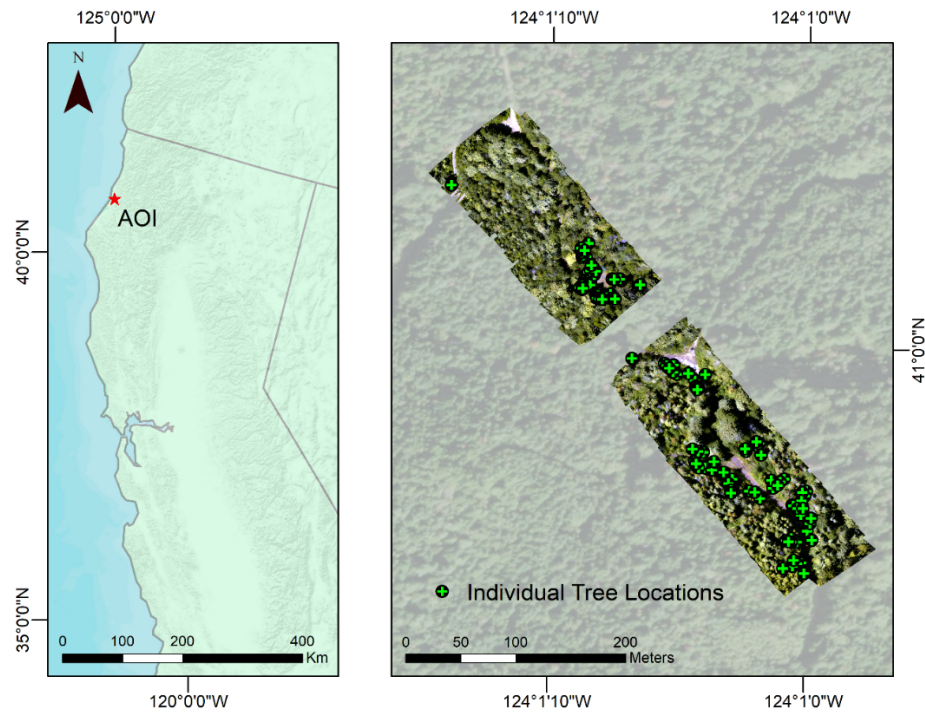 125°0'0"W
124°1'10"W
124°1'0"W
N
AOI
40°0'0"N
41°0'0"N
35°0'0"N
Individual Tree Locations
0 100 200 400
Km
0 50 100 200
Meters
120°0'0"W
124°1'10"W
124°1'0"W